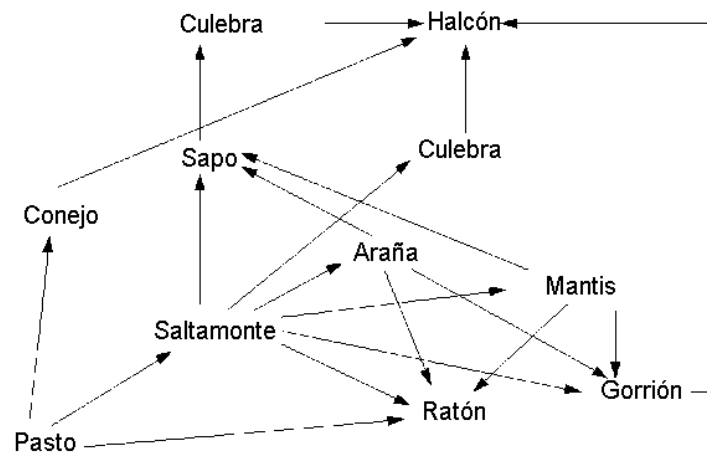 Culebra
Halcón
Sapo
Culebra
Conejo
Araña
Mantis
Saltamonte
Gorrión
Ratón
Pasto